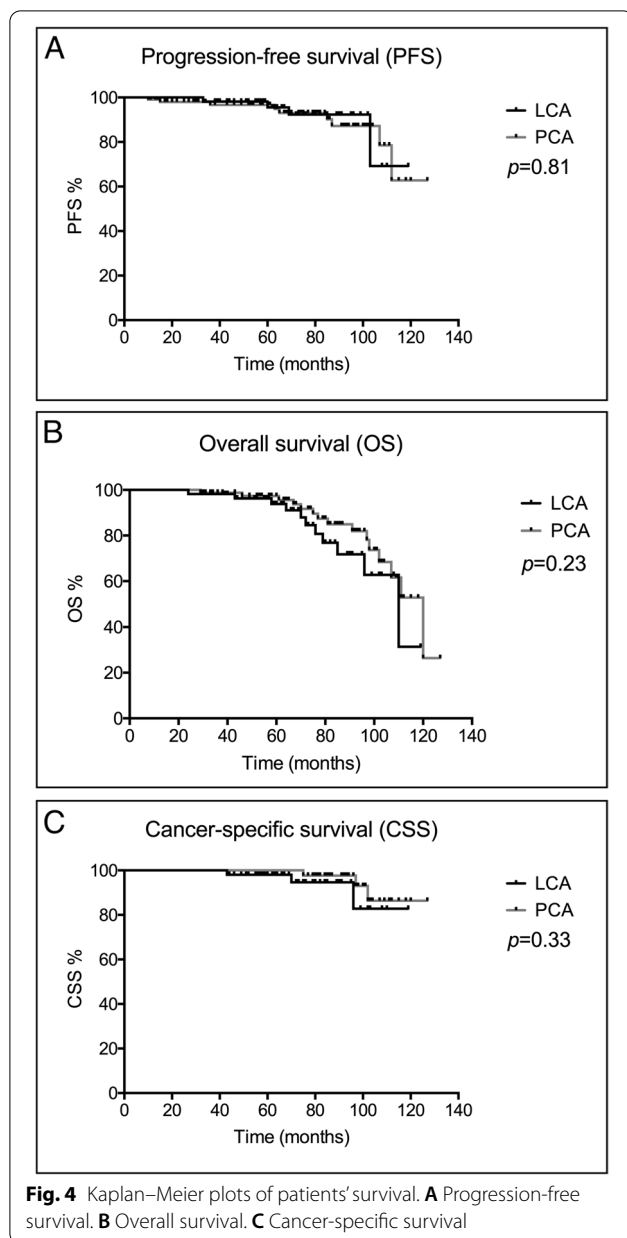 A
Progression-free survival (PFS)
100
80
60
40
20
0
PFS %
0 20 40 60 80 100 120 140
Time (months)
LCA
PCA
p=0.81
B
Overall survival (OS)
100
80
60
40
20
0
OS %
0 20 40 60 80 100 120 140
Time (months)
LCA
PCA
p=0.23
C
Cancer-specific survival (CSS)
100
80
60
40
20
0
CSS %
0 20 40 60 80 100 120 140
Time (months)
LCA
PCA
p=0.33
Fig. 4 Kaplan–Meier plots of patients’ survival. A Progression-free
survival. B Overall survival. C Cancer-specific survival